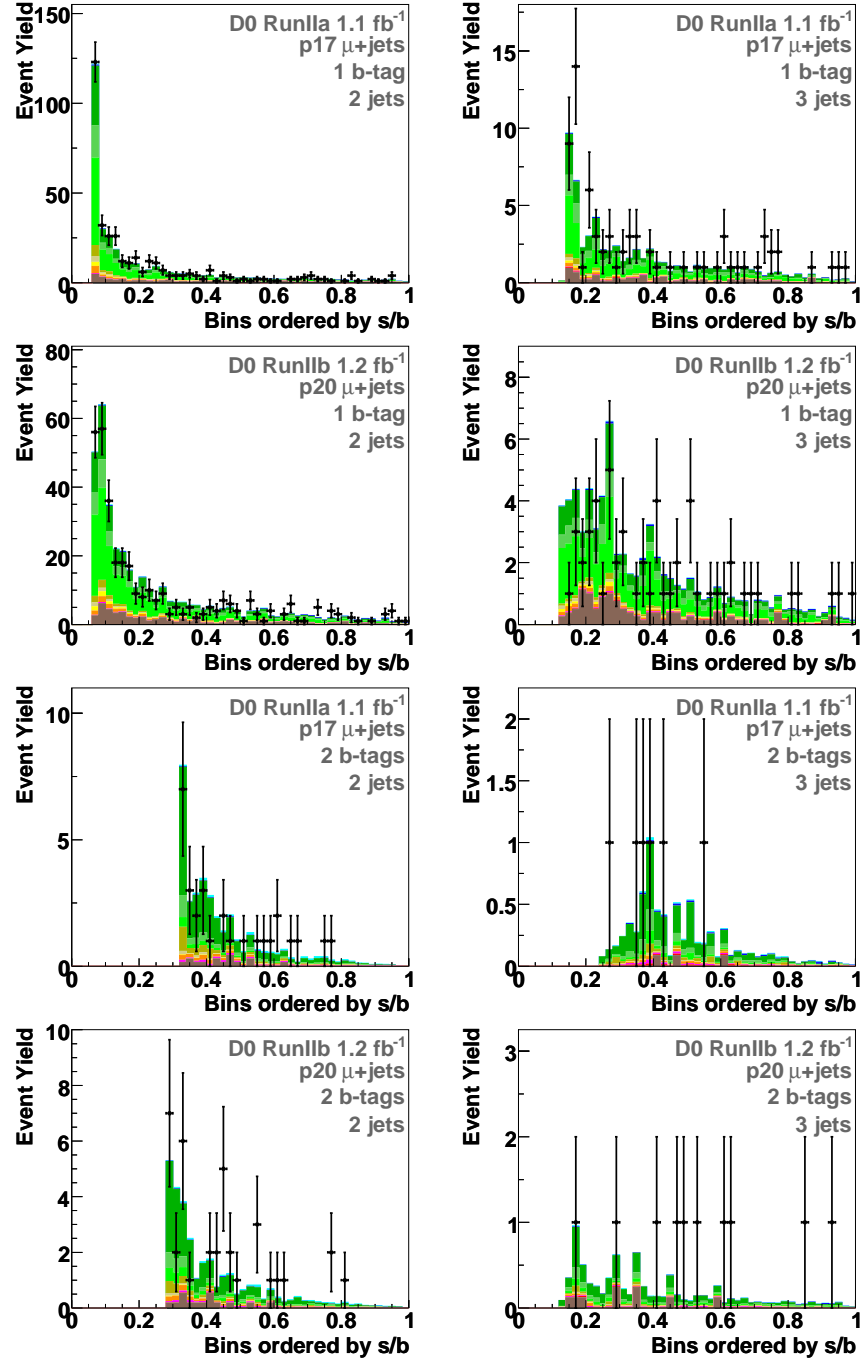 Event Yield
150
100
50
0
0 0.2 0.4 0.6 0.8 1
Bins ordered by s/b
D0 RunIIa 1.1 fb⁻¹
p17 μ+jets
1 b-tag
2 jets
Event Yield
15
10
5
0
0 0.2 0.4 0.6 0.8 1
Bins ordered by s/b
D0 RunIIa 1.1 fb⁻¹
p17 μ+jets
1 b-tag
3 jets
Event Yield
80
60
40
20
0
0 0.2 0.4 0.6 0.8 1
Bins ordered by s/b
D0 RunIIb 1.2 fb⁻¹
p20 μ+jets
1 b-tag
2 jets
Event Yield
8
6
4
2
0
0 0.2 0.4 0.6 0.8 1
Bins ordered by s/b
D0 RunIIb 1.2 fb⁻¹
p20 μ+jets
1 b-tag
3 jets
Event Yield
10
5
0
0 0.2 0.4 0.6 0.8 1
Bins ordered by s/b
D0 RunIIa 1.1 fb⁻¹
p17 μ+jets
2 b-tags
2 jets
Event Yield
2
1.5
1
0.5
0
0 0.2 0.4 0.6 0.8 1
Bins ordered by s/b
D0 RunIIa 1.1 fb⁻¹
p17 μ+jets
2 b-tags
3 jets
Event Yield
10
8
6
4
2
0
0 0.2 0.4 0.6 0.8 1
Bins ordered by s/b
D0 RunIIb 1.2 fb⁻¹
p20 μ+jets
2 b-tags
2 jets
Event Yield
3
2
1
0
0 0.2 0.4 0.6 0.8 1
Bins ordered by s/b
D0 RunIIb 1.2 fb⁻¹
p20 μ+jets
2 b-tags
3 jets